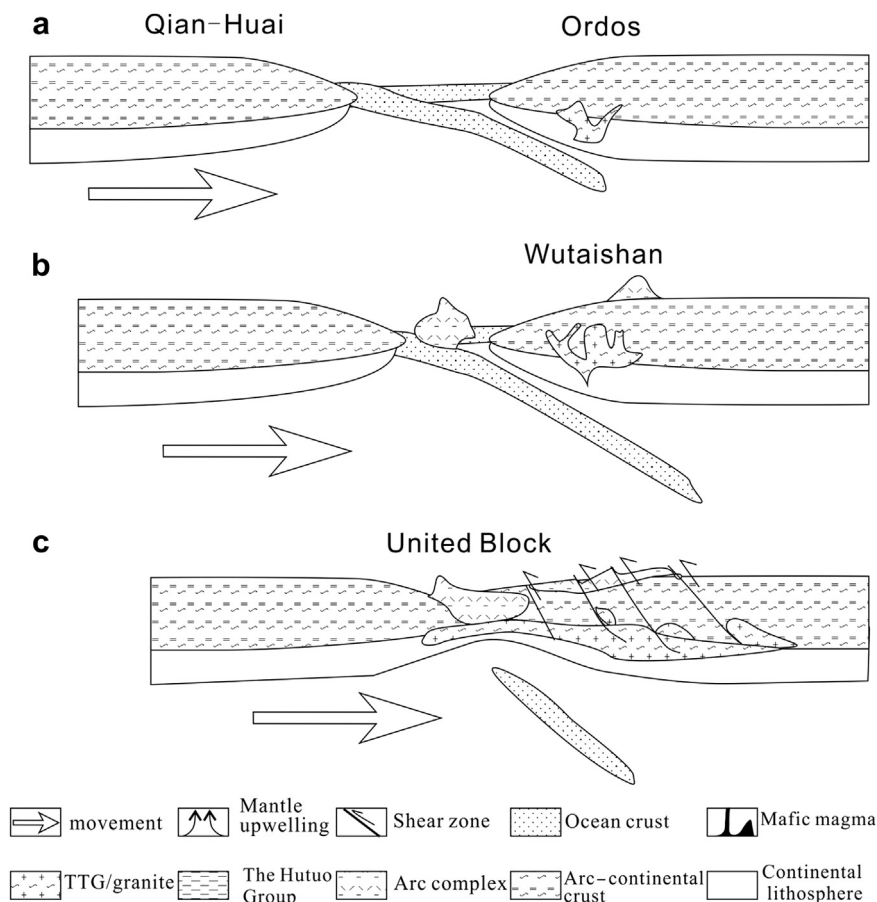 a
Qian-Huai
Ordos
b
Wutaishan
c
United Block
movement
Mantle
upwelling
Shear zone
Ocean crust
Mafic magma
TTG/granite
The Hutuo
Group
Arc complex
Arc-continental
crust
Continental
lithosphere